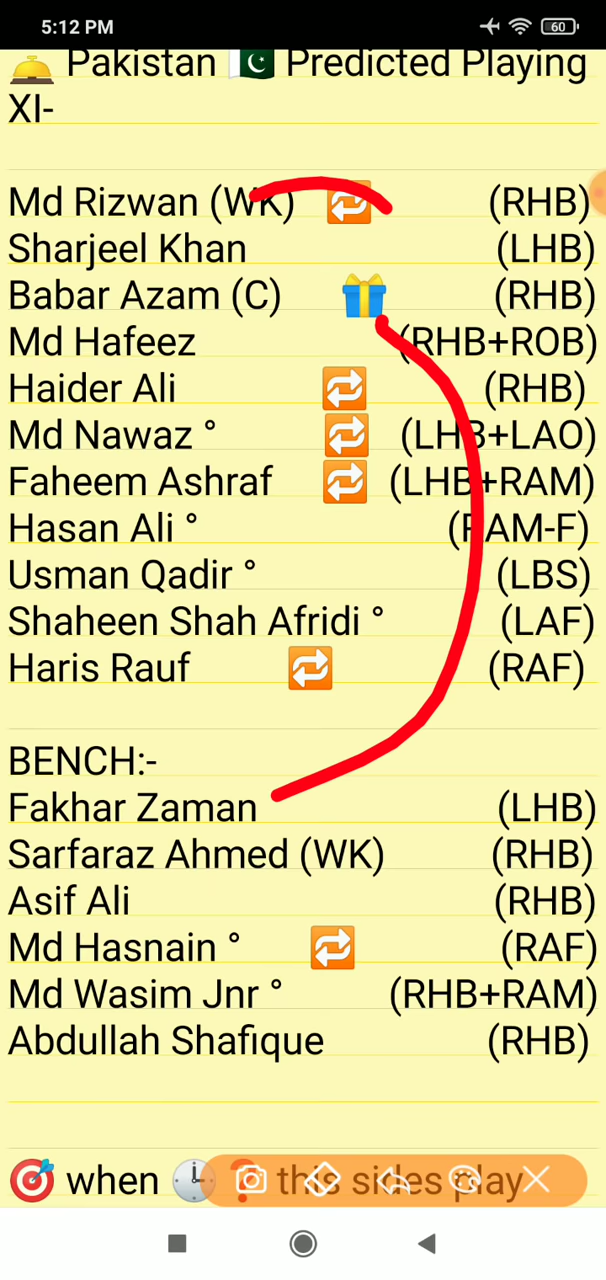 5:12 PM 60
🛎️ Pakistan 🇵🇰 Predicted Playing
XI-
Md Rizwan (WK) 🔁 (RHB)
Sharjeel Khan (LHB)
Babar Azam (C) 🎁 (RHB)
Md Hafeez (RHB+ROB)
Haider Ali 🔁 (RHB)
Md Nawaz ° 🔁 (LHB+LAO)
Faheem Ashraf 🔁 (LHB+RAM)
Hasan Ali ° (RAM-F)
Usman Qadir ° (LBS)
Shaheen Shah Afridi ° (LAF)
Haris Rauf 🔁 (RAF)
BENCH:-
Fakhar Zaman (LHB)
Sarfaraz Ahmed (WK) (RHB)
Asif Ali (RHB)
Md Hasnain ° 🔁 (RAF)
Md Wasim Jnr ° (RHB+RAM)
Abdullah Shafique (RHB)
🎯 when 🕒 ❓ this sides play